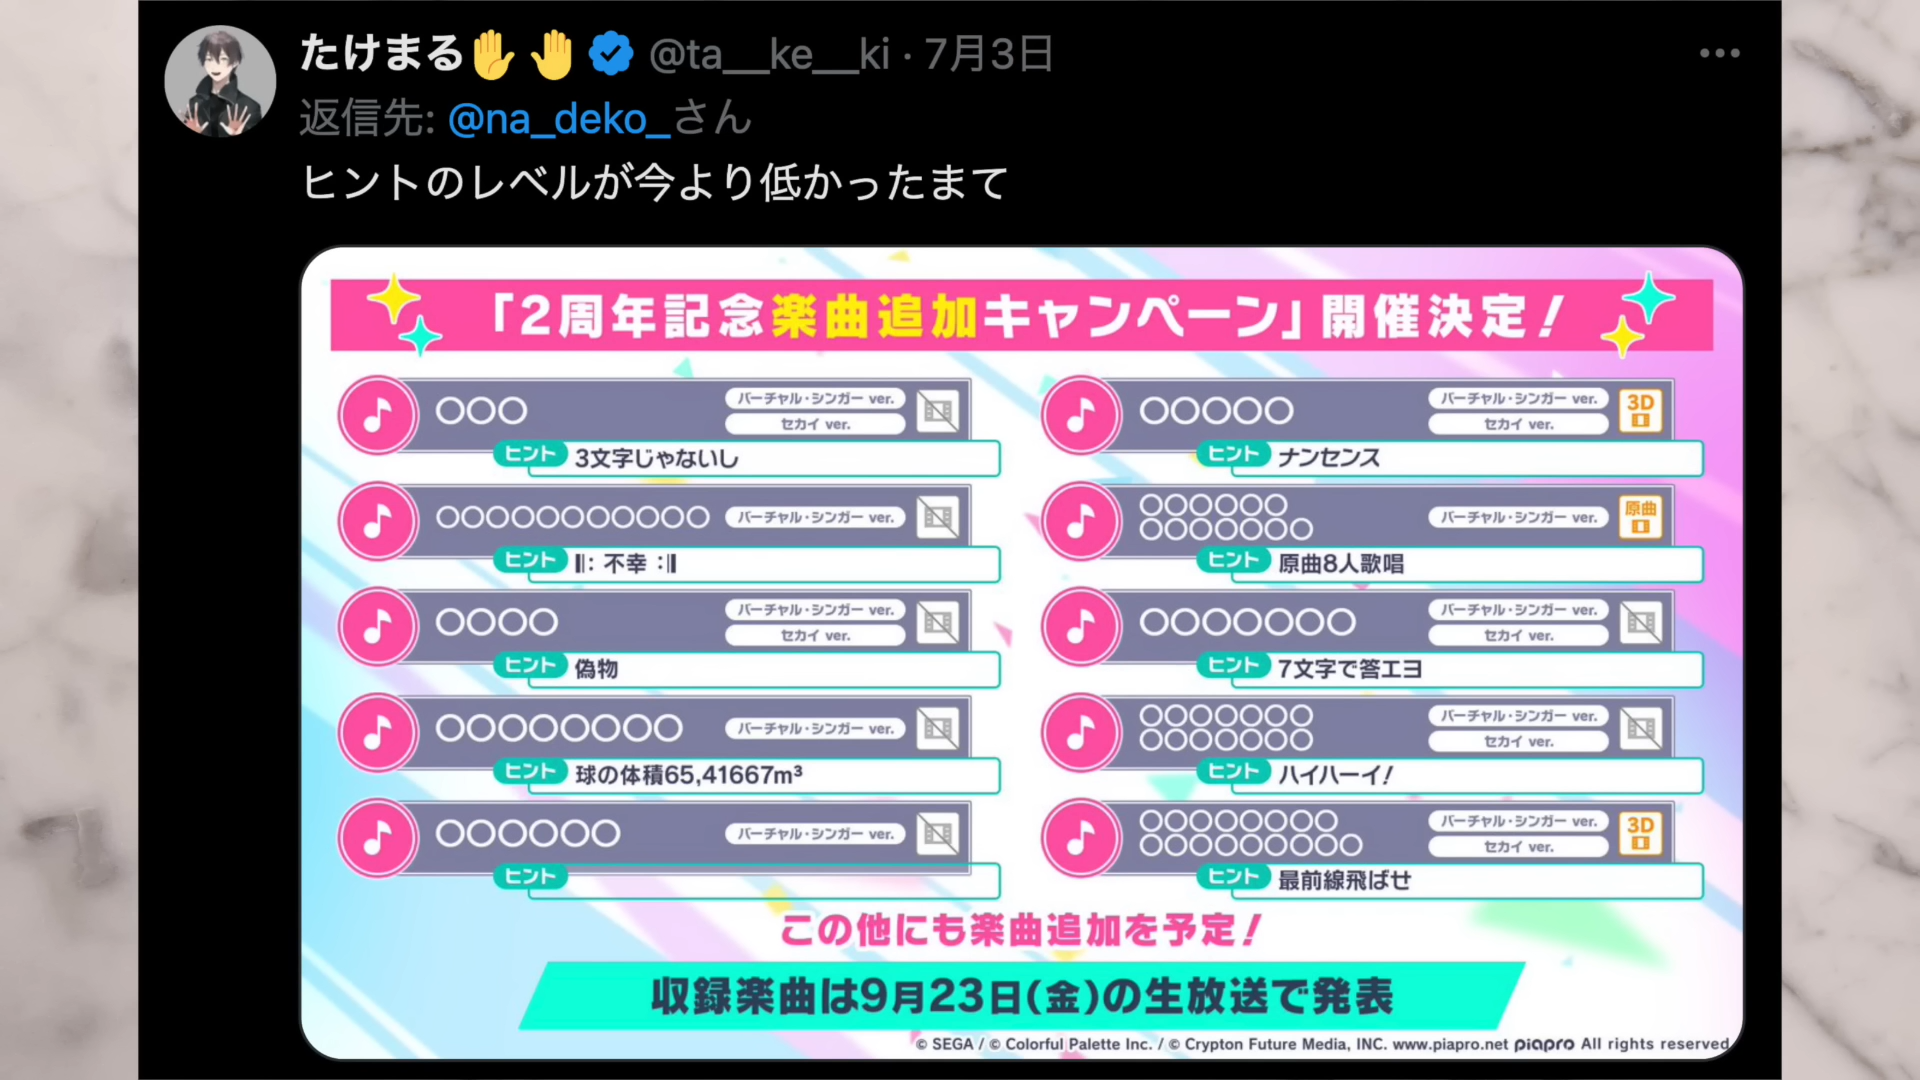 たけまる✋🤚 @ta__ke__ki · 7月3日
返信先: @na_deko_さん
ヒントのレベルが今より低かったまて
「2周年記念楽曲追加キャンペーン」開催決定!
○○○
バーチャル・シンガー ver.
セカイ ver.
ヒント 3文字じゃないし
○○○○○○○○○○○
バーチャル・シンガー ver.
ヒント 𝄆 不幸 𝄇
○○○○
バーチャル・シンガー ver.
セカイ ver.
ヒント 偽物
○○○○○○○○
バーチャル・シンガー ver.
ヒント 球の体積65,41667m³
○○○○○○
バーチャル・シンガー ver.
ヒント
○○○○○
バーチャル・シンガー ver.
セカイ ver.
3D
ヒント ナンセンス
○○○○○○
○○○○○○○
バーチャル・シンガー ver.
原曲
ヒント 原曲8人歌唱
○○○○○○○
バーチャル・シンガー ver.
セカイ ver.
ヒント 7文字で答エヨ
○○○○○○○
○○○○○○○
バーチャル・シンガー ver.
セカイ ver.
ヒント ハイハーイ!
○○○○○○○○
○○○○○○○○○
バーチャル・シンガー ver.
セカイ ver.
3D
ヒント 最前線飛ばせ
この他にも楽曲追加を予定!
収録楽曲は9月23日(金)の生放送で発表
© SEGA / © Colorful Palette Inc. / © Crypton Future Media, INC. www.piapro.net piapro All rights reserved.